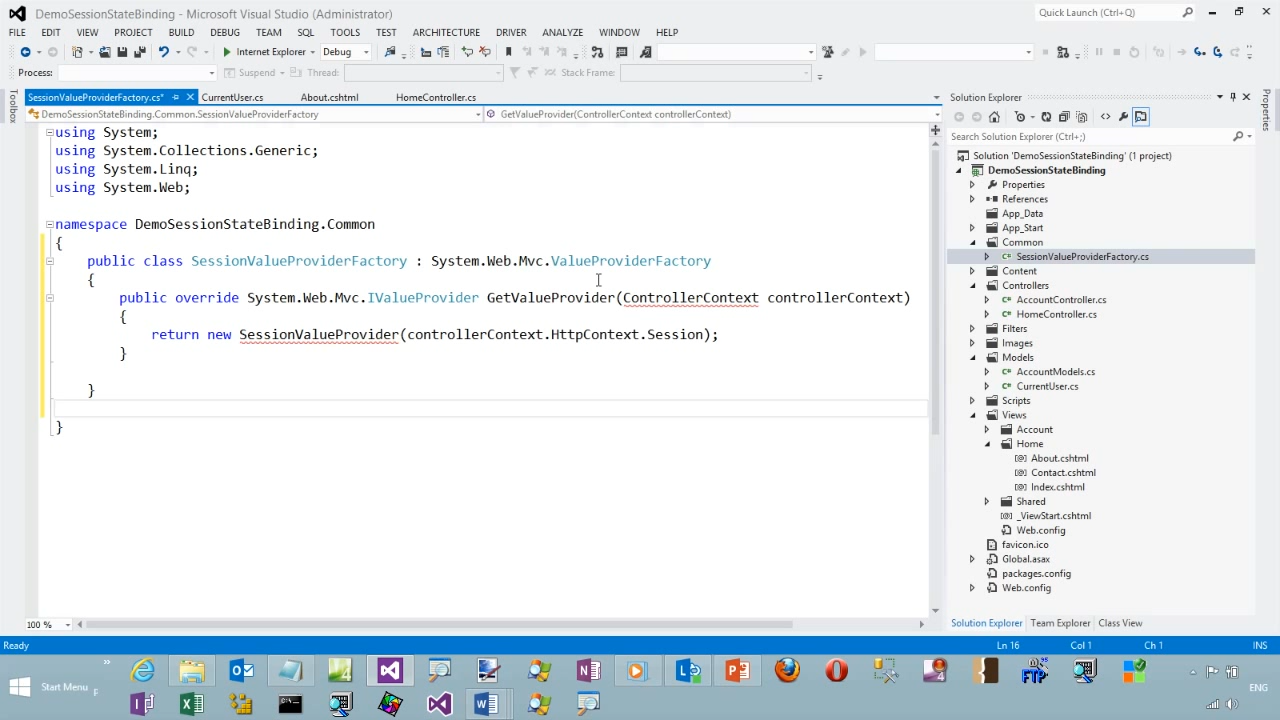 DemoSessionStateBinding - Microsoft Visual Studio (Administrator)
Quick Launch (Ctrl+Q)
FILE EDIT VIEW PROJECT BUILD DEBUG TEAM SQL TOOLS TEST ARCHITECTURE DRIVER ANALYZE WINDOW HELP
Internet Explorer Debug
Process: Suspend Thread: Stack Frame:
SessionValueProviderFactory.cs* CurrentUser.cs About.cshtml HomeController.cs
DemoSessionStateBinding.Common.SessionValueProviderFactory GetValueProvider(ControllerContext controllerContext)
Toolbox
using System;
using System.Collections.Generic;
using System.Linq;
using System.Web;
namespace DemoSessionStateBinding.Common
{
public class SessionValueProviderFactory : System.Web.Mvc.ValueProviderFactory
{
public override System.Web.Mvc.IValueProvider GetValueProvider(ControllerContext controllerContext)
{
return new SessionValueProvider(controllerContext.HttpContext.Session);
}
}
}
100 %
Solution Explorer
Search Solution Explorer (Ctrl+;)
Solution 'DemoSessionStateBinding' (1 project)
DemoSessionStateBinding
Properties
References
App_Data
App_Start
Common
SessionValueProviderFactory.cs
Content
Controllers
AccountController.cs
HomeController.cs
Filters
Images
Models
AccountModels.cs
CurrentUser.cs
Scripts
Views
Account
Home
About.cshtml
Contact.cshtml
Index.cshtml
Shared
_ViewStart.cshtml
Web.config
favicon.ico
Global.asax
packages.config
Web.config
Solution Explorer Team Explorer Class View
Properties
Ready Ln 16 Col 1 Ch 1 INS
Start Menu
ENG